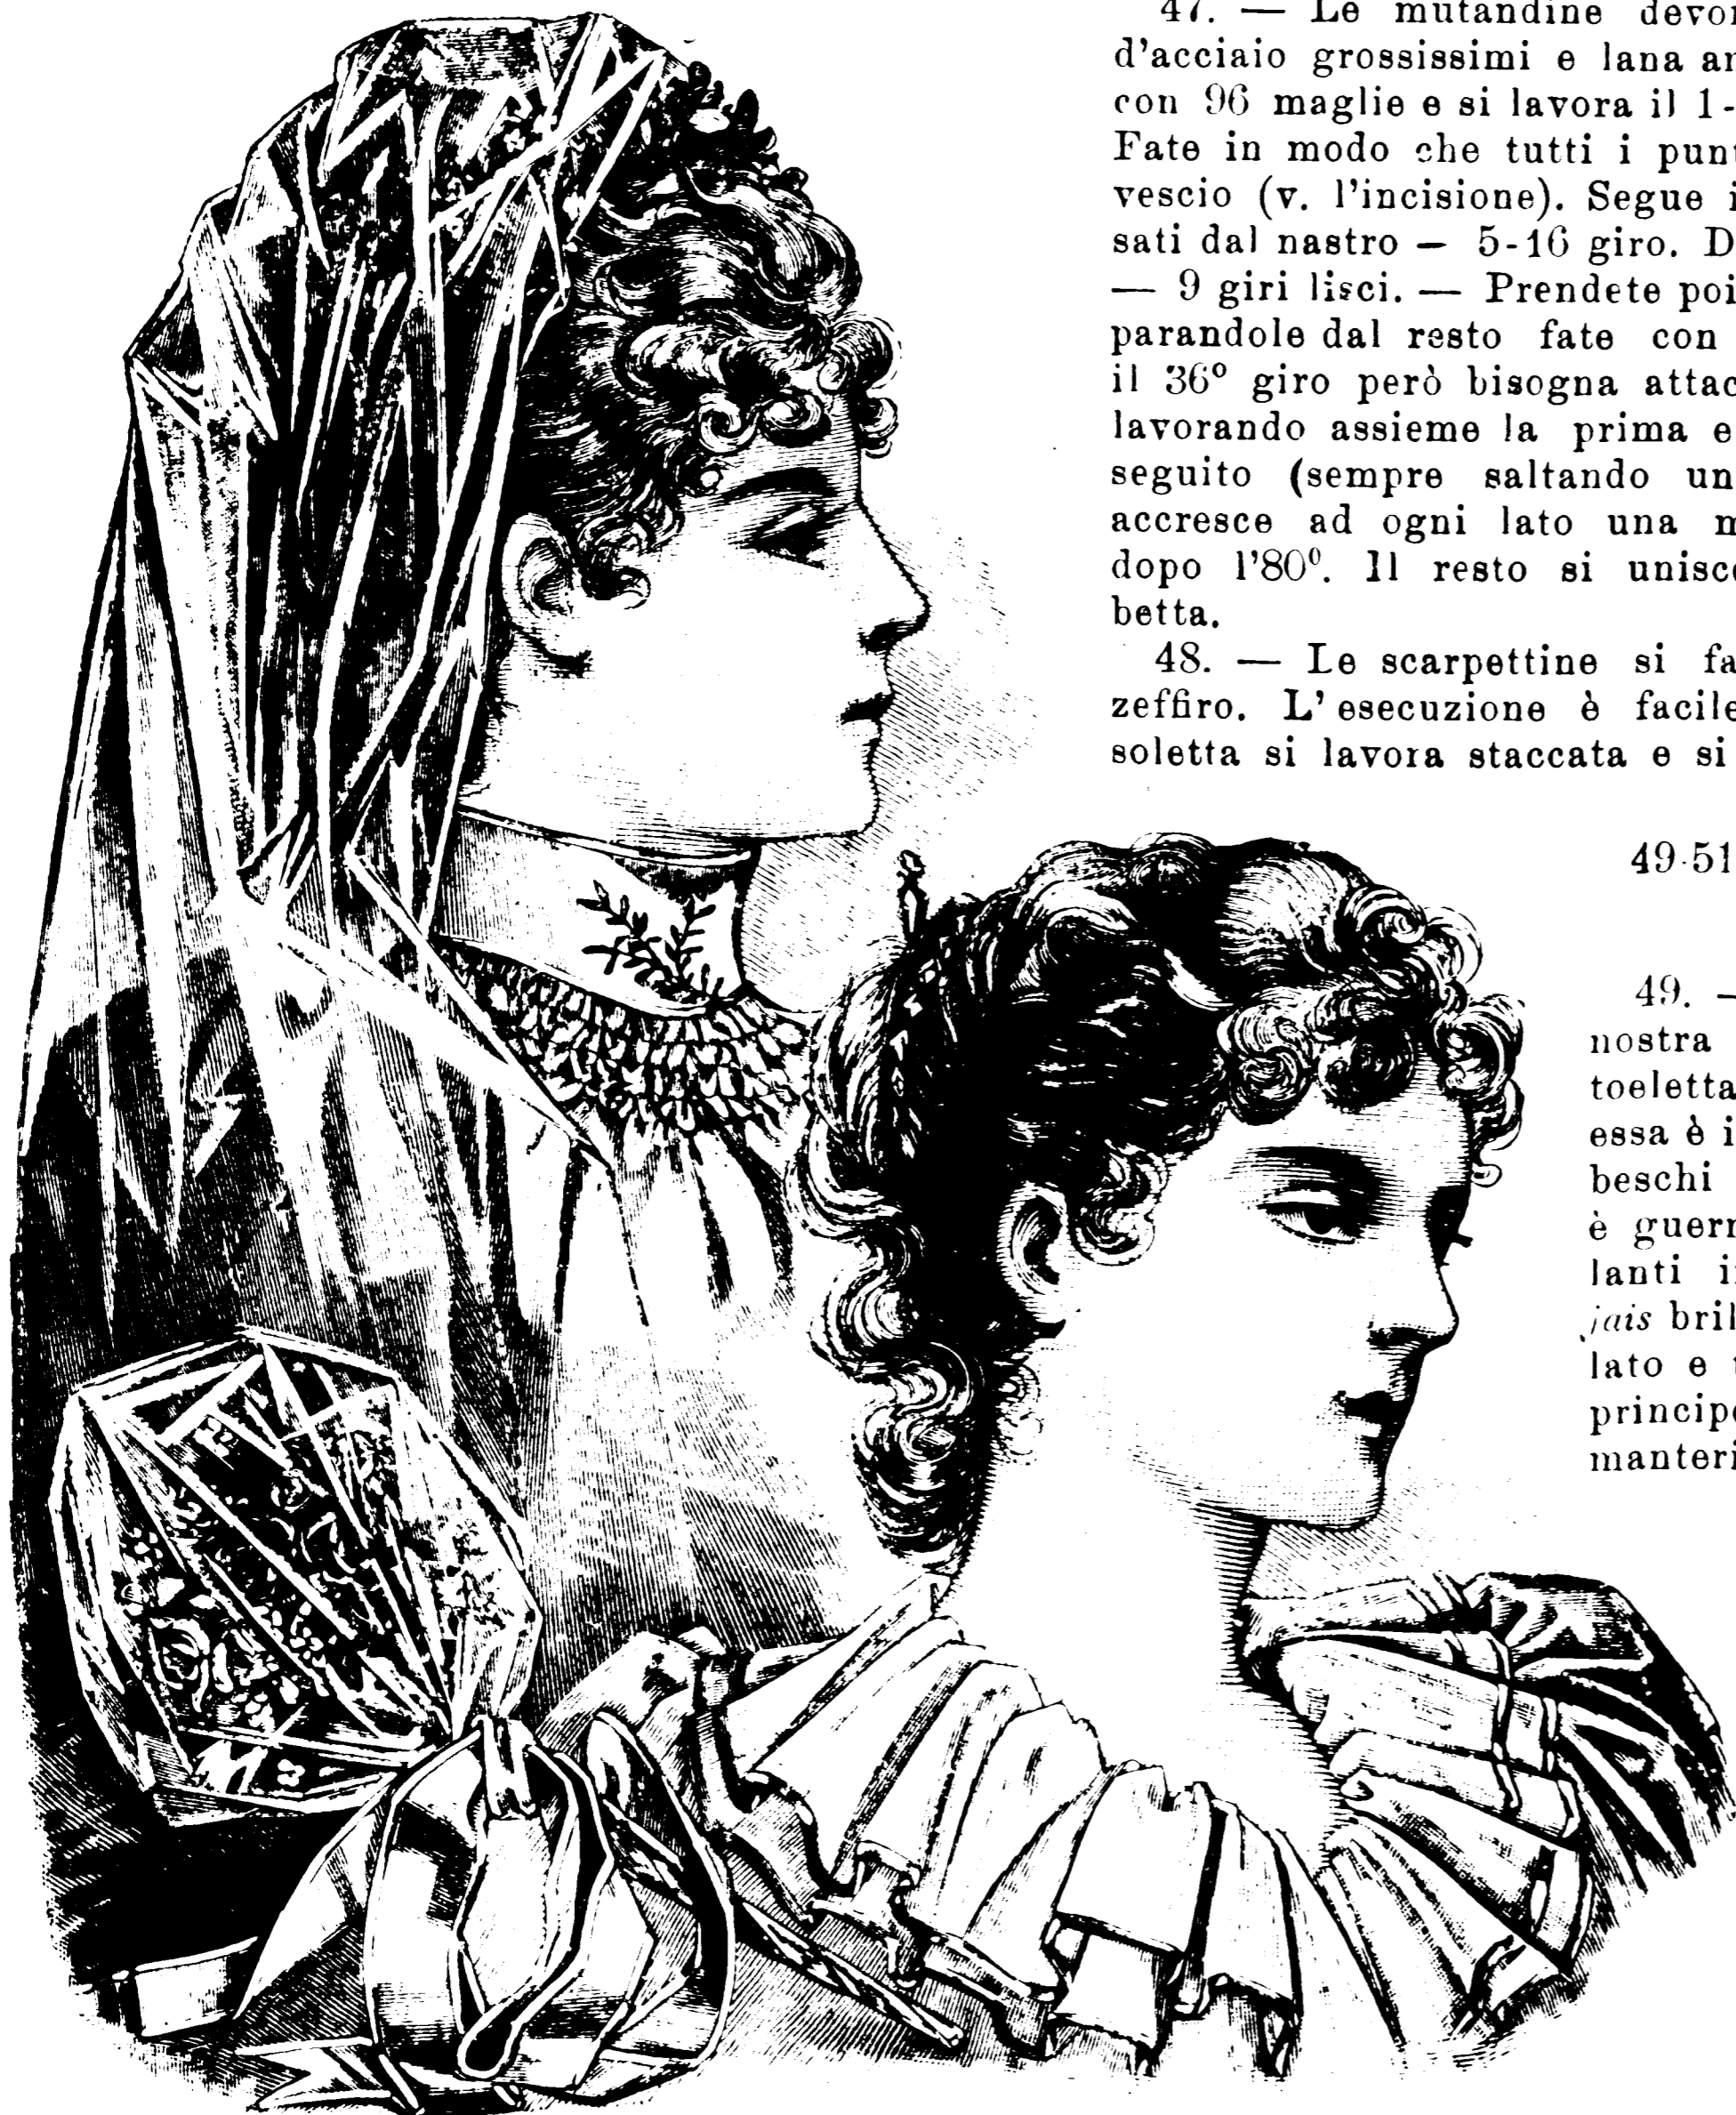 47. — Le mutandine devon
d'acciaio grossissimi e lana an
con 96 maglie e si lavora il 1-
Fate in modo che tutti i punt
vescio (v. l'incisione). Segue i
sati dal nastro — 5-16 giro. D
— 9 giri lisci. — Prendete poi
parandole dal resto fate con
il 36º giro però bisogna attac
lavorando assieme la prima e
seguito (sempre saltando un
accresce ad ogni lato una m
dopo l'80º. Il resto si unisce
betta.
48. — Le scarpettine si fa
zeffiro. L'esecuzione è facile
soletta si lavora staccata e si
49-51
49. —
nostra
toeletta
essa è i
beschi
è guern
lanti i
jais bril
lato e
principe
manteri